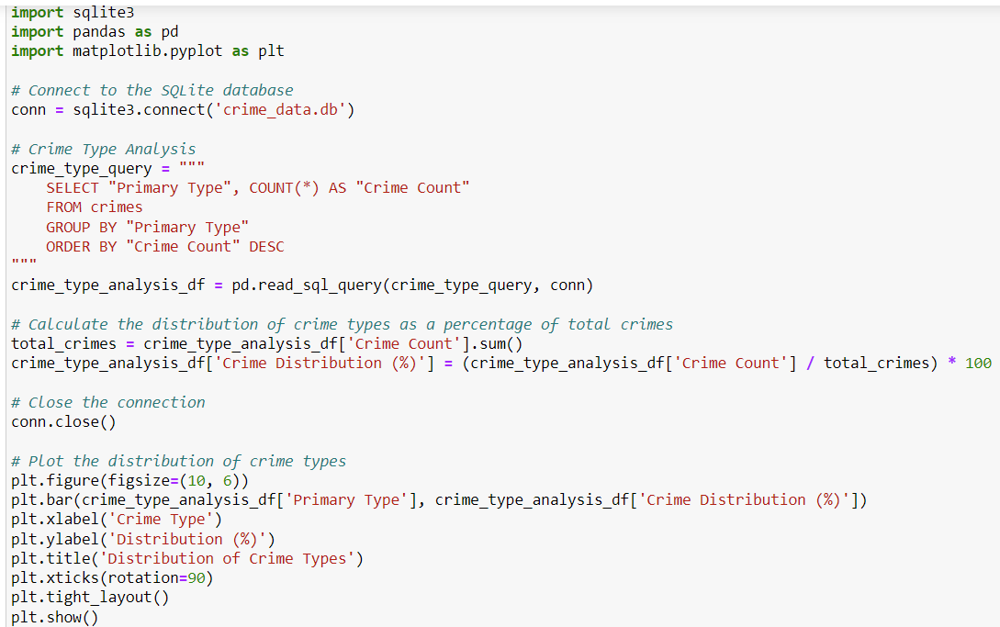 import sqlite3
import pandas as pd
import matplotlib.pyplot as plt

# Connect to the SQLite database
conn = sqlite3.connect('crime_data.db')

# Crime Type Analysis
crime_type_query = """
    SELECT "Primary Type", COUNT(*) AS "Crime Count"
    FROM crimes
    GROUP BY "Primary Type"
    ORDER BY "Crime Count" DESC
"""
crime_type_analysis_df = pd.read_sql_query(crime_type_query, conn)

# Calculate the distribution of crime types as a percentage of total crimes
total_crimes = crime_type_analysis_df['Crime Count'].sum()
crime_type_analysis_df['Crime Distribution (%)'] = (crime_type_analysis_df['Crime Count'] / total_crimes) * 100

# Close the connection
conn.close()

# Plot the distribution of crime types
plt.figure(figsize=(10, 6))
plt.bar(crime_type_analysis_df['Primary Type'], crime_type_analysis_df['Crime Distribution (%)'])
plt.xlabel('Crime Type')
plt.ylabel('Distribution (%)')
plt.title('Distribution of Crime Types')
plt.xticks(rotation=90)
plt.tight_layout()
plt.show()